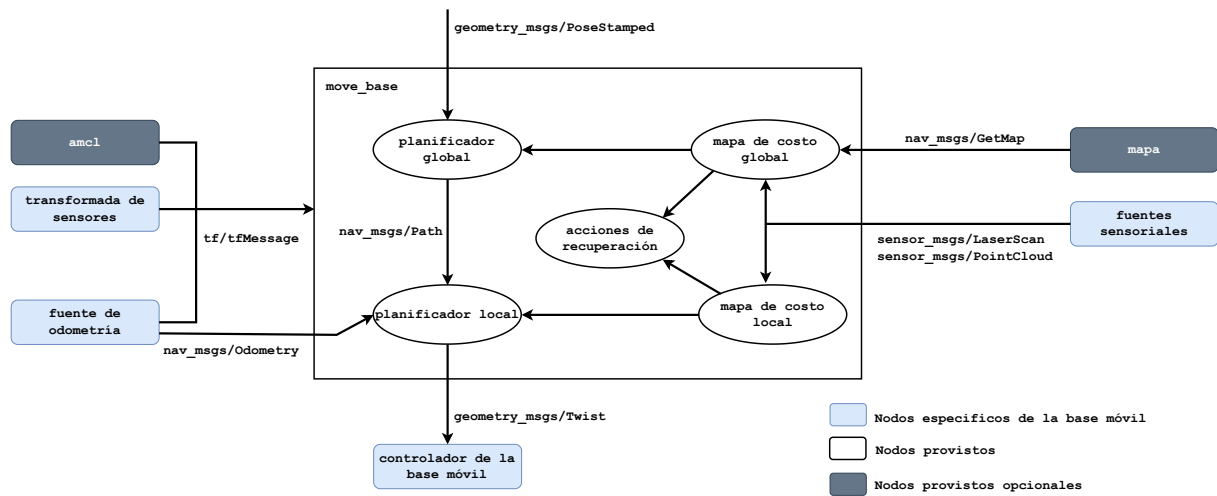 geometry_msgs/PoseStamped
move_base
amcl
planificador
global
mapa de costo
global
nav_msgs/GetMap
mapa
transformada de
sensores
tf/tfMessage
nav_msgs/Path
acciones de
recuperación
fuentes
sensoriales
sensor_msgs/LaserScan
sensor_msgs/PointCloud
fuente de
odometría
nav_msgs/Odometry
planificador local
mapa de costo
local
geometry_msgs/Twist
controlador de la
base móvil
Nodos especificos de la base móvil
Nodos provistos
Nodos provistos opcionales